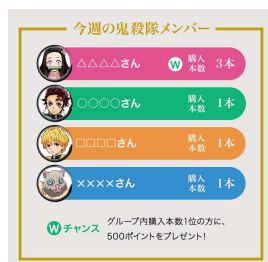 今週の鬼殺隊メンバー
△△△△さん W 購入本数 3本
○○○○さん 購入本数 1本
□□□□さん 購入本数 1本
××××さん 購入本数 1本
Wチャンス グループ内購入本数1位の方に、
500ポイントをプレゼント!